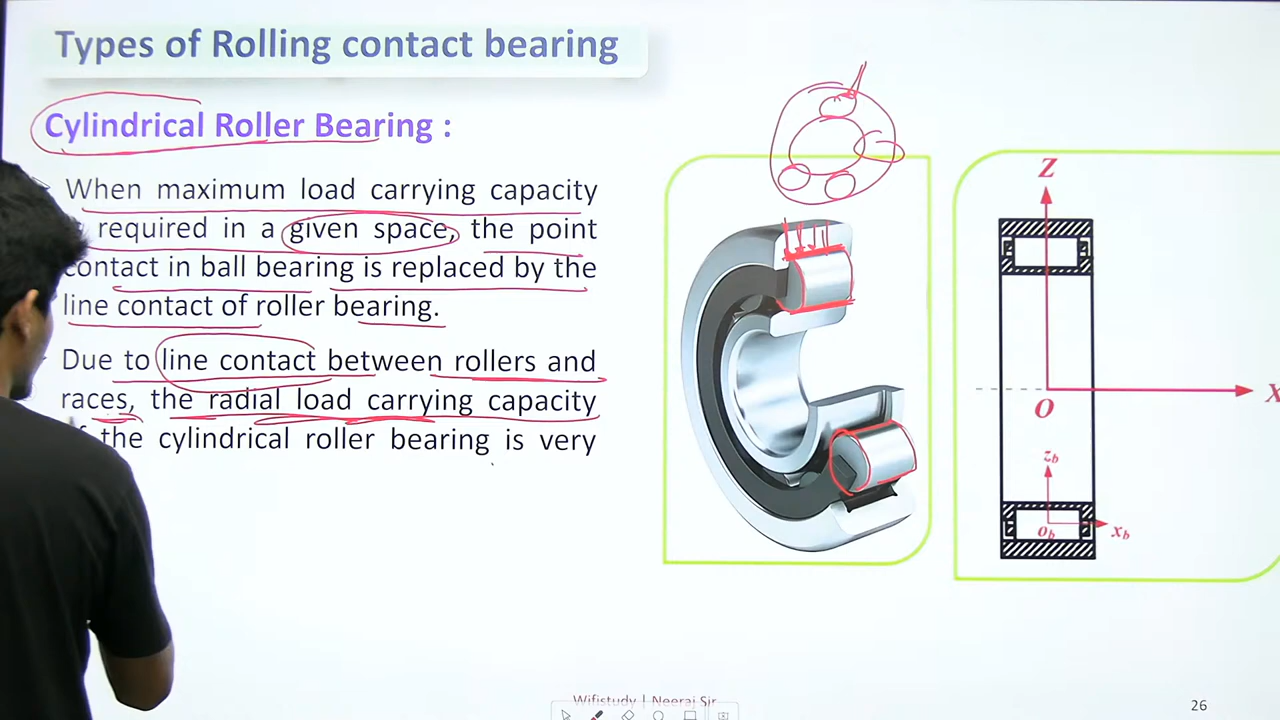 Types of Rolling contact bearing
Cylindrical Roller Bearing :
When maximum load carrying capacity
required in a given space, the point
contact in ball bearing is replaced by the
line contact of roller bearing.
Due to line contact between rollers and
races, the radial load carrying capacity
the cylindrical roller bearing is very
Z
X
O
zb
ob
xb
Wifistudy | Neeraj Sir
26